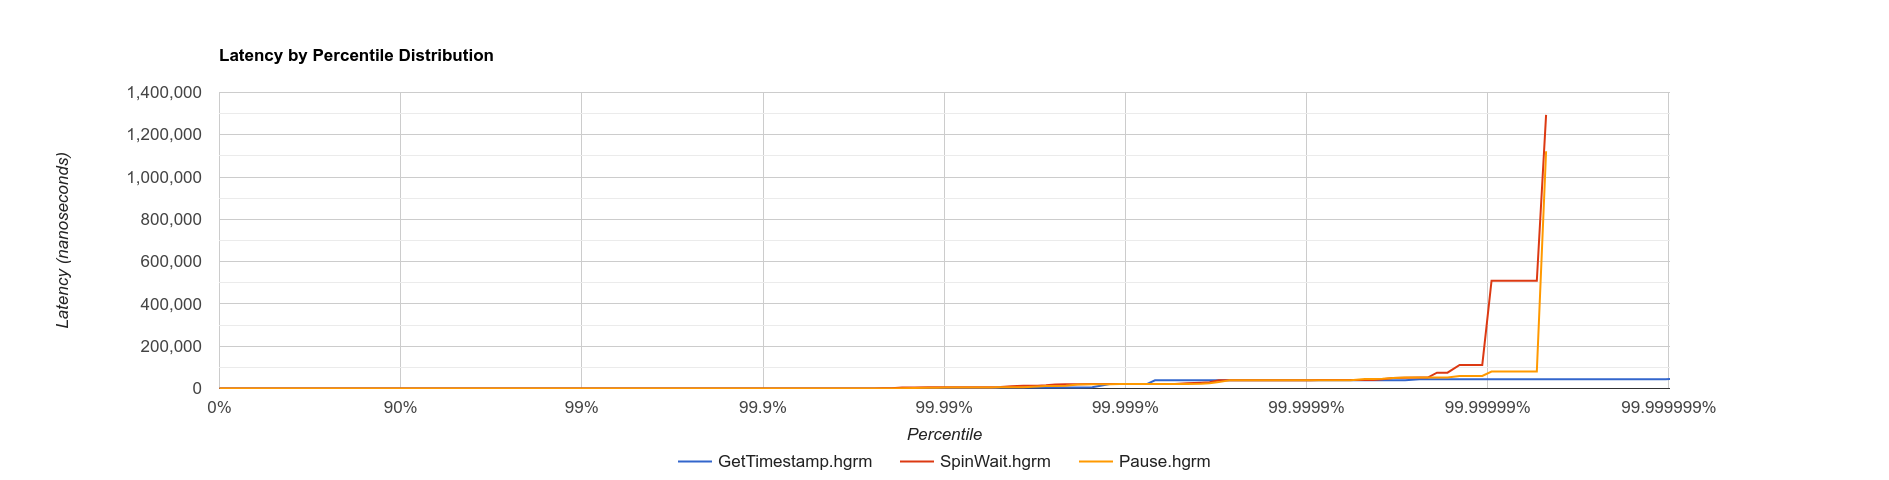 Latency by Percentile Distribution
Latency (nanoseconds)
1,400,000
1,200,000
1,000,000
800,000
600,000
400,000
200,000
0
0% 90% 99% 99.9% 99.99% 99.999% 99.9999% 99.99999% 99.999999%
Percentile
GetTimestamp.hgrm SpinWait.hgrm Pause.hgrm